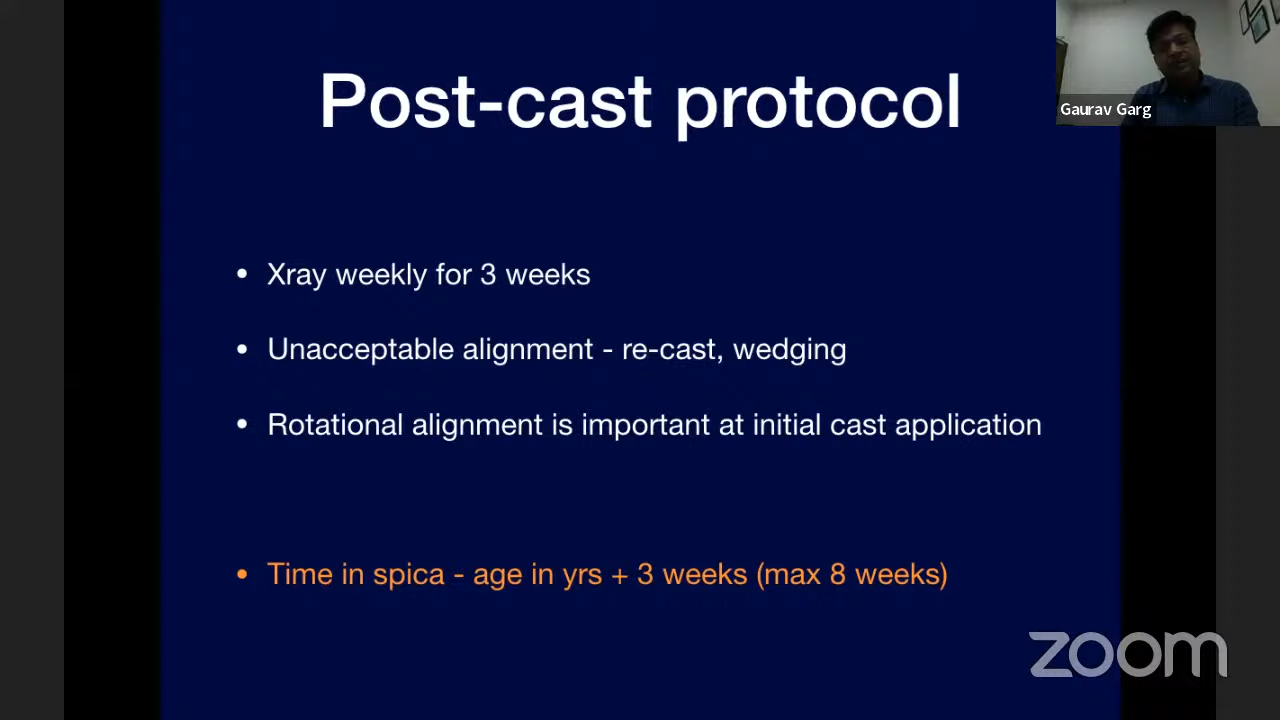 Post-cast protocol
Gaurav Garg
• Xray weekly for 3 weeks
• Unacceptable alignment - re-cast, wedging
• Rotational alignment is important at initial cast application
• Time in spica - age in yrs + 3 weeks (max 8 weeks)
zoom